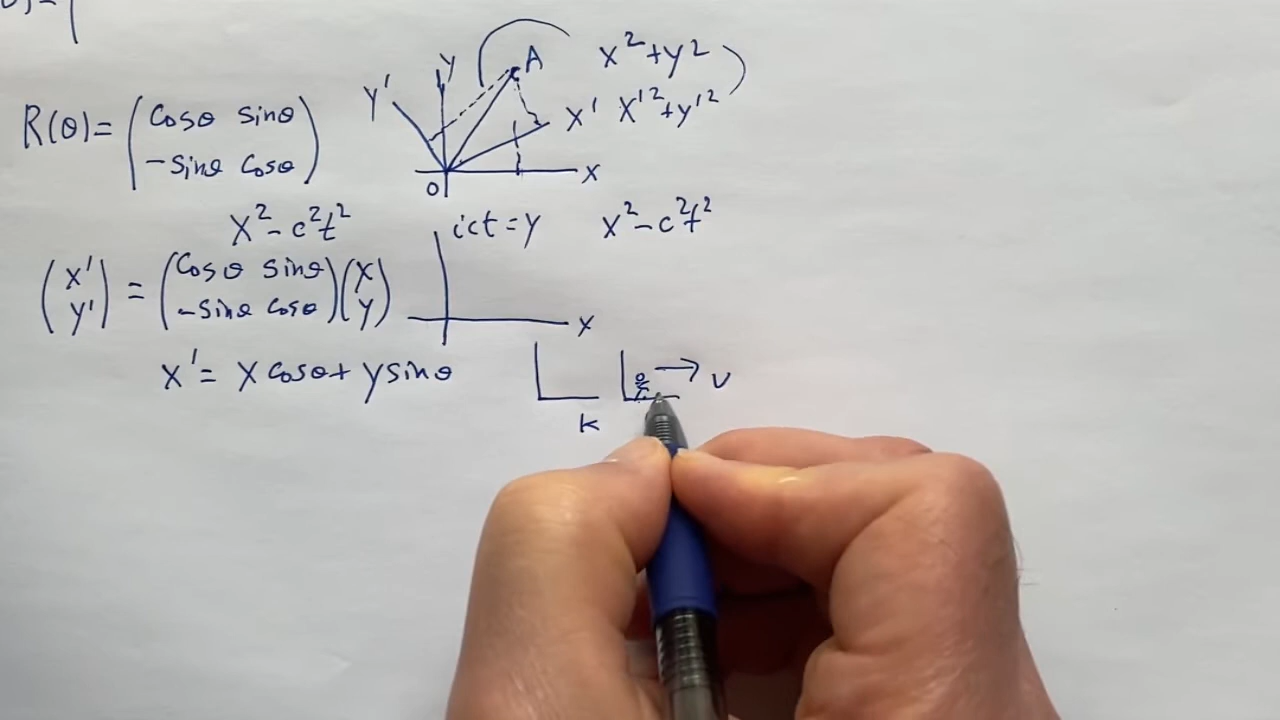 y A x² + y²
y' x' x'² + y'²
R(θ) = (cosθ sinθ
-sinθ cosθ)
o x
x² - c²t² ict = y x² - c²t²
(x' y') = (cosθ sinθ -sinθ cosθ)(x y)
x
x' = x cosθ + y sinθ
v
k